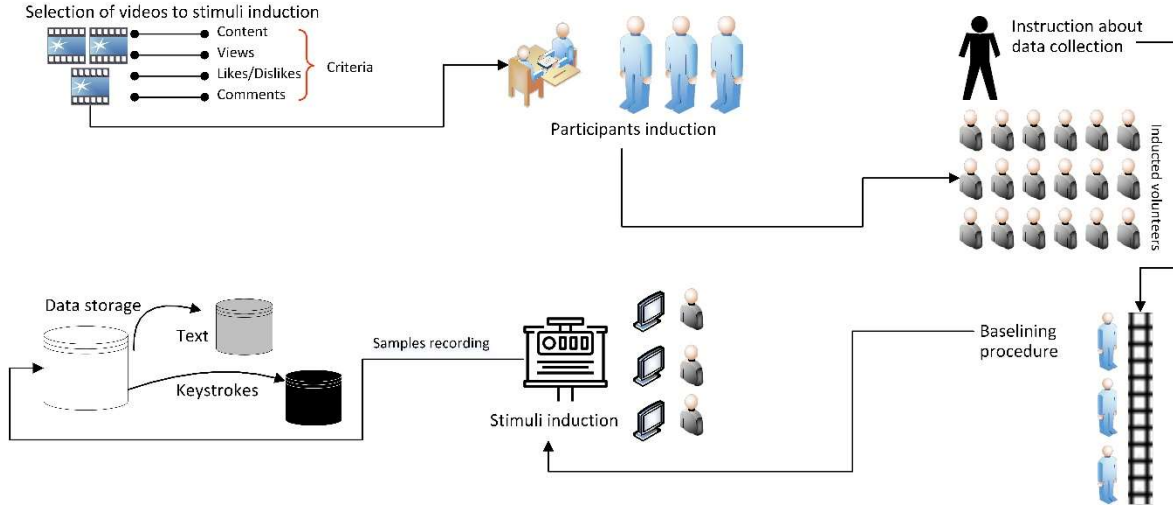 Selection of videos to stimuli induction
Content
Views
Likes/Dislikes
Comments
Criteria
Participants induction
Instruction about
data collection
Inducted volunteers
Data storage
Text
Keystrokes
Samples recording
Stimuli induction
Baselining
procedure